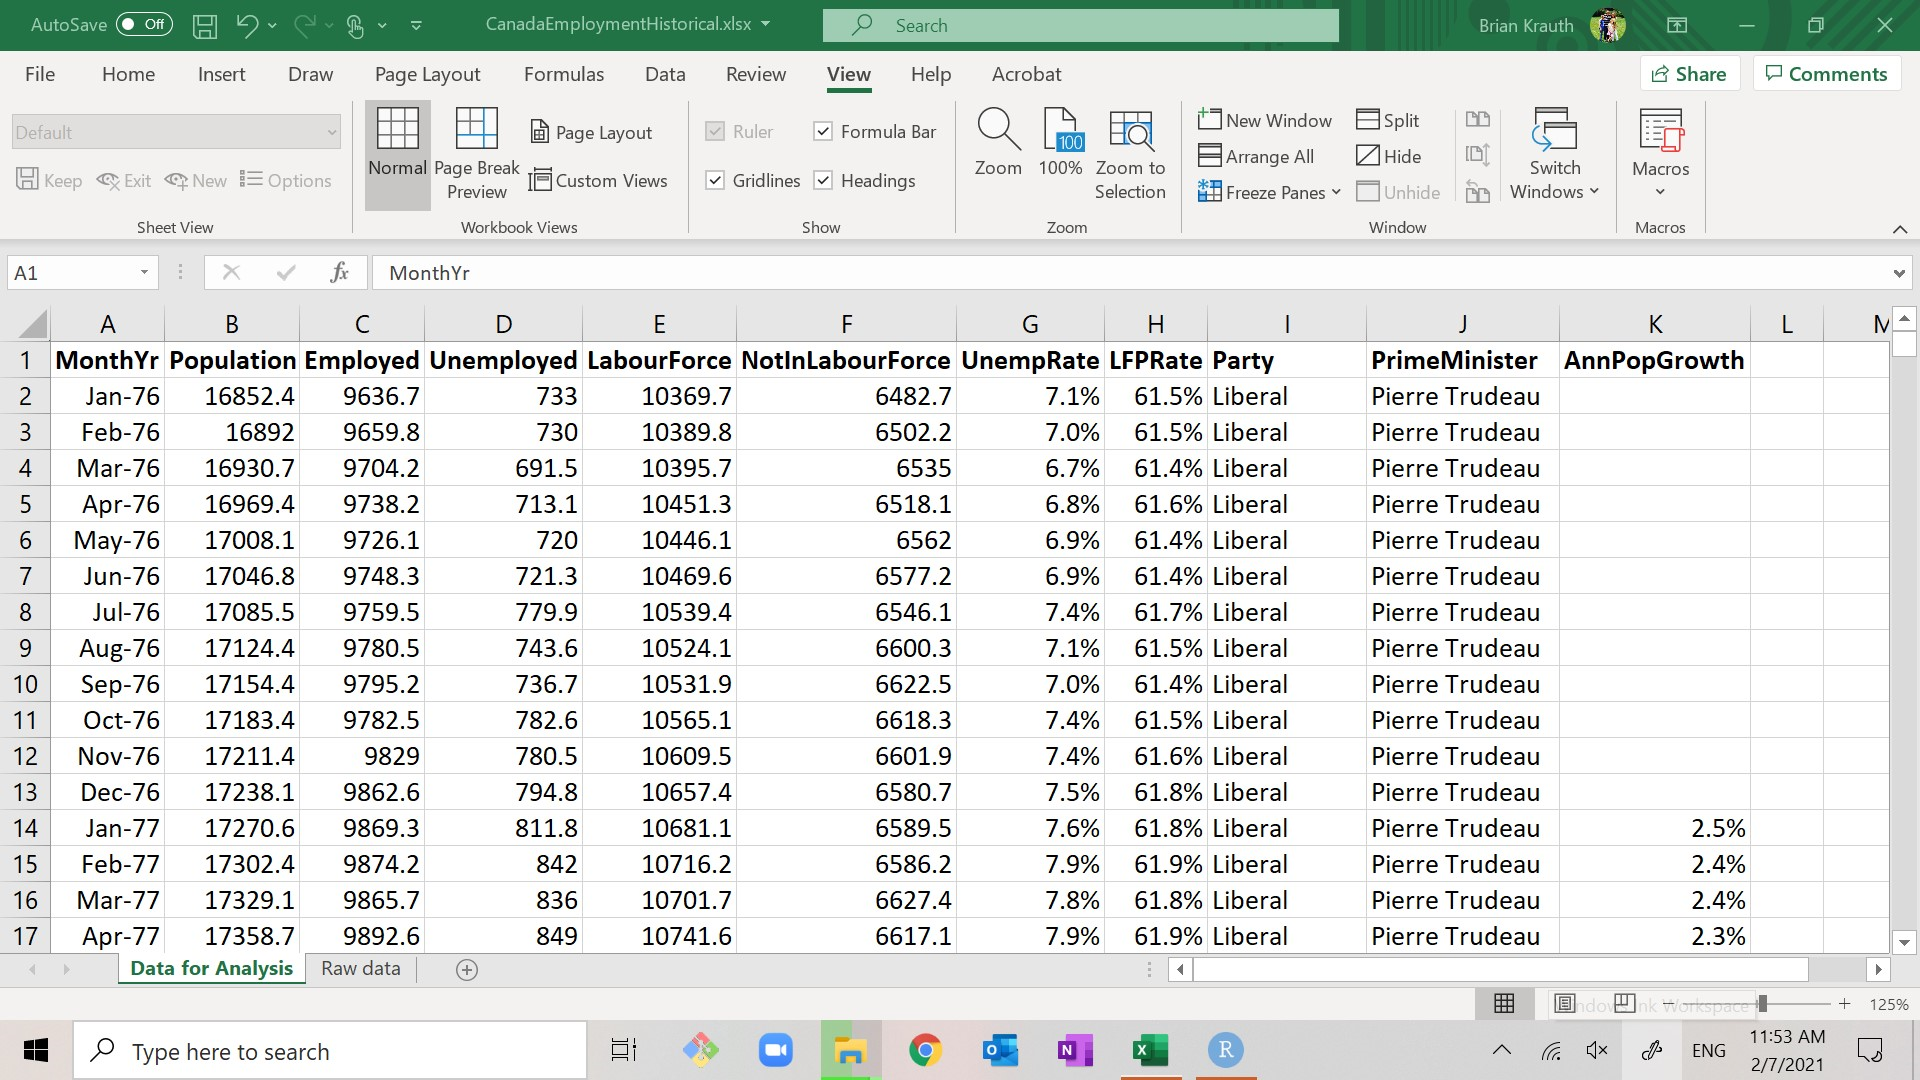 AutoSave Off CanadaEmploymentHistorical.xlsx Search Brian Krauth
File Home Insert Draw Page Layout Formulas Data Review View Help Acrobat Share Comments
Default
Keep Exit New Options
Sheet View
Normal
Page Break Preview
Page Layout
Custom Views
Workbook Views
Ruler Formula Bar
Gridlines Headings
Show
Zoom
100
100%
Zoom to Selection
Zoom
New Window
Arrange All
Freeze Panes
Split
Hide
Unhide
Switch Windows
Window
Macros
Macros
A1 fx MonthYr
A B C D E F G H I J K L M
1 MonthYr Population Employed Unemployed LabourForce NotInLabourForce UnempRate LFPRate Party PrimeMinister AnnPopGrowth
2 Jan-76 16852.4 9636.7 733 10369.7 6482.7 7.1% 61.5% Liberal Pierre Trudeau
3 Feb-76 16892 9659.8 730 10389.8 6502.2 7.0% 61.5% Liberal Pierre Trudeau
4 Mar-76 16930.7 9704.2 691.5 10395.7 6535 6.7% 61.4% Liberal Pierre Trudeau
5 Apr-76 16969.4 9738.2 713.1 10451.3 6518.1 6.8% 61.6% Liberal Pierre Trudeau
6 May-76 17008.1 9726.1 720 10446.1 6562 6.9% 61.4% Liberal Pierre Trudeau
7 Jun-76 17046.8 9748.3 721.3 10469.6 6577.2 6.9% 61.4% Liberal Pierre Trudeau
8 Jul-76 17085.5 9759.5 779.9 10539.4 6546.1 7.4% 61.7% Liberal Pierre Trudeau
9 Aug-76 17124.4 9780.5 743.6 10524.1 6600.3 7.1% 61.5% Liberal Pierre Trudeau
10 Sep-76 17154.4 9795.2 736.7 10531.9 6622.5 7.0% 61.4% Liberal Pierre Trudeau
11 Oct-76 17183.4 9782.5 782.6 10565.1 6618.3 7.4% 61.5% Liberal Pierre Trudeau
12 Nov-76 17211.4 9829 780.5 10609.5 6601.9 7.4% 61.6% Liberal Pierre Trudeau
13 Dec-76 17238.1 9862.6 794.8 10657.4 6580.7 7.5% 61.8% Liberal Pierre Trudeau
14 Jan-77 17270.6 9869.3 811.8 10681.1 6589.5 7.6% 61.8% Liberal Pierre Trudeau 2.5%
15 Feb-77 17302.4 9874.2 842 10716.2 6586.2 7.9% 61.9% Liberal Pierre Trudeau 2.4%
16 Mar-77 17329.1 9865.7 836 10701.7 6627.4 7.8% 61.8% Liberal Pierre Trudeau 2.4%
17 Apr-77 17358.7 9892.6 849 10741.6 6617.1 7.9% 61.9% Liberal Pierre Trudeau 2.3%
Data for Analysis Raw data
Workspace 125%
Type here to search
N
R
ENG
11:53 AM
2/7/2021